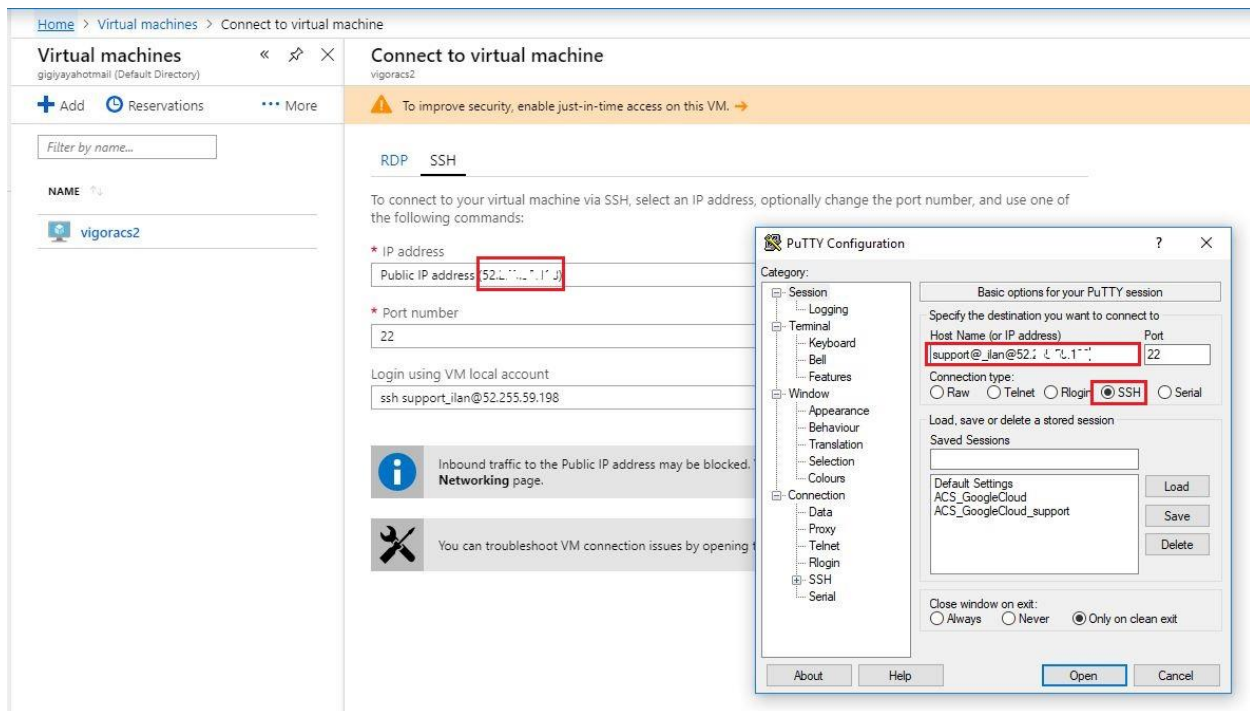 Home > Virtual machines > Connect to virtual machine
Virtual machines
gigiyayahotmail (Default Directory)
Add Reservations More
Filter by name...
NAME
vigoracs2
Connect to virtual machine
vigoracs2
To improve security, enable just-in-time access on this VM.
RDP SSH
To connect to your virtual machine via SSH, select an IP address, optionally change the port number, and use one of
the following commands:
* IP address
Public IP address
* Port number
22
Login using VM local account
ssh support_ilan@52.255.59.198
Inbound traffic to the Public IP address may be blocked.
Networking page.
You can troubleshoot VM connection issues by opening
PuTTY Configuration
Category:
Session
Logging
Terminal
Keyboard
Bell
Features
Window
Appearance
Behaviour
Translation
Selection
Colours
Connection
Data
Proxy
Telnet
Rlogin
SSH
Serial
Basic options for your PuTTY session
Specify the destination you want to connect to
Host Name (or IP address) Port
22
Connection type:
Raw Telnet Rlogin SSH Serial
Load, save or delete a stored session
Saved Sessions
Default Settings
ACS_GoogleCloud
ACS_GoogleCloud_support
Load
Save
Delete
Close window on exit:
Always Never Only on clean exit
About Help Open Cancel